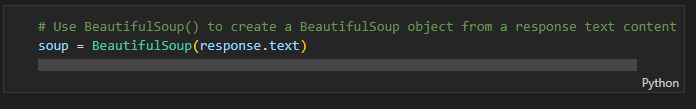 # Use BeautifulSoup() to create a BeautifulSoup object from a response text content
soup = BeautifulSoup(response.text)
Python